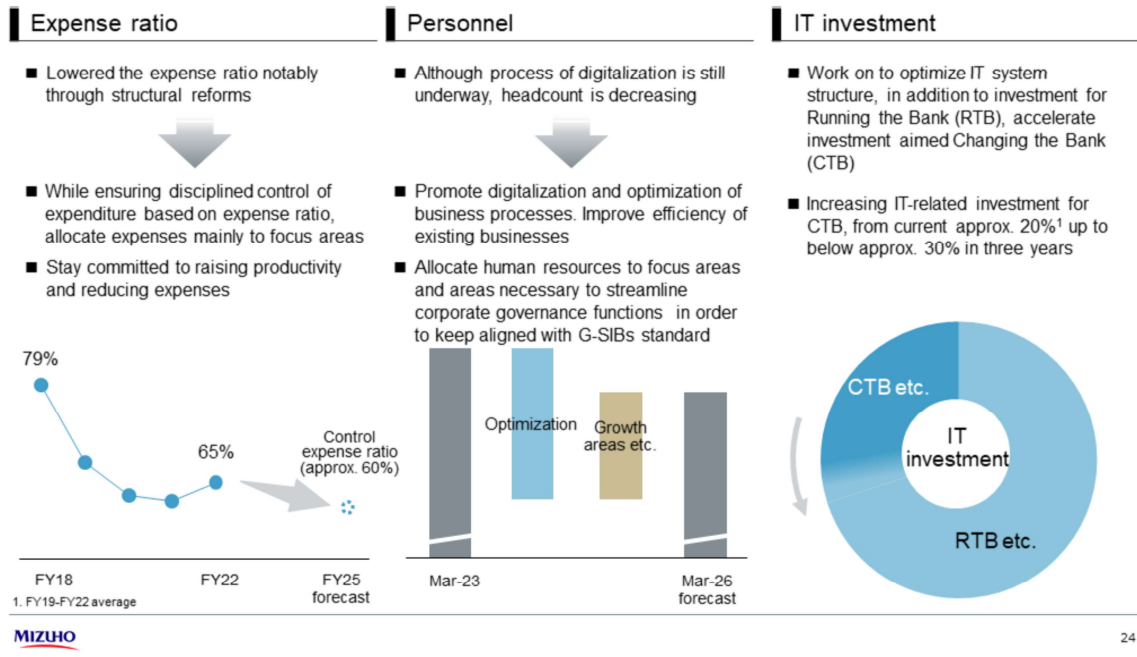 Expense ratio
■ Lowered the expense ratio notably
through structural reforms
■ While ensuring disciplined control of
expenditure based on expense ratio,
allocate expenses mainly to focus areas
■ Stay committed to raising productivity
and reducing expenses
79%
65%
Control
expense ratio
(approx. 60%)
FY18
FY22
FY25
forecast
1. FY19-FY22 average
Personnel
■ Although process of digitalization is still
underway, headcount is decreasing
■ Promote digitalization and optimization of
business processes. Improve efficiency of
existing businesses
■ Allocate human resources to focus areas
and areas necessary to streamline
corporate governance functions in order
to keep aligned with G-SIBs standard
Optimization
Growth
areas etc.
Mar-23
Mar-26
forecast
IT investment
■ Work on to optimize IT system
structure, in addition to investment for
Running the Bank (RTB), accelerate
investment aimed Changing the Bank
(CTB)
■ Increasing IT-related investment for
CTB, from current approx. 20%¹ up to
below approx. 30% in three years
CTB etc.
IT
investment
RTB etc.
MIZUHO
24